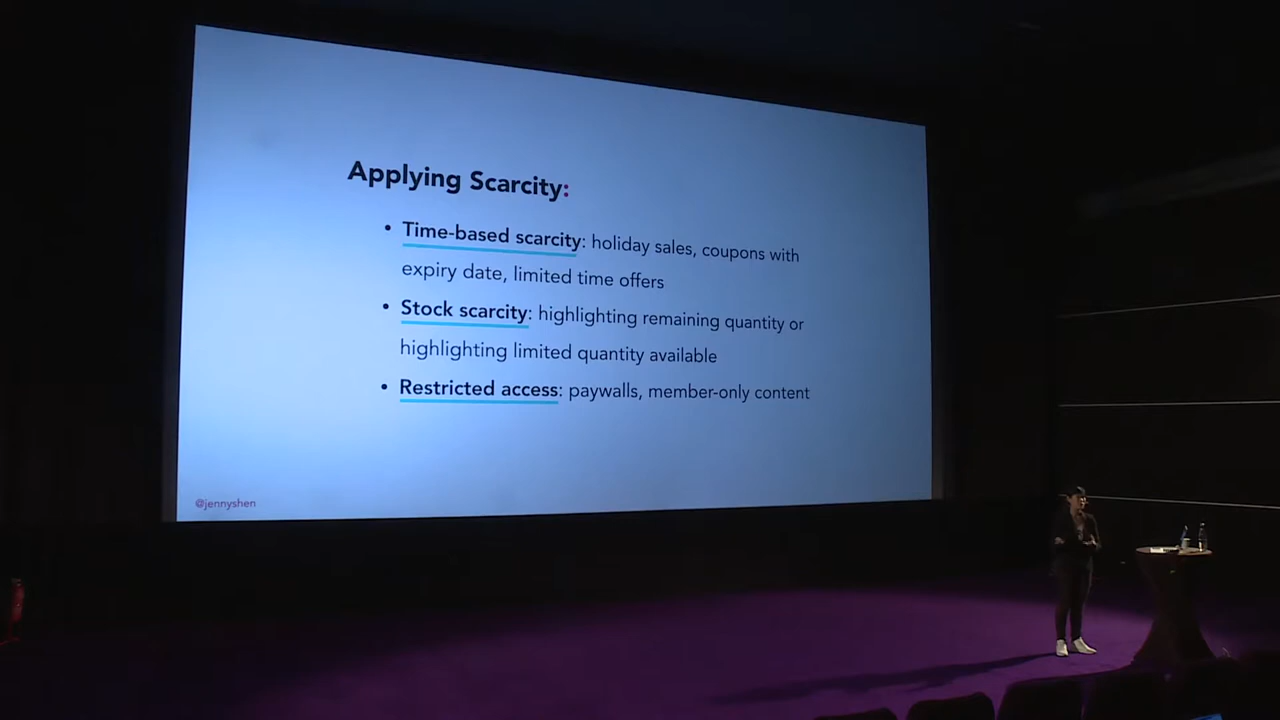 Applying Scarcity:
• Time-based scarcity: holiday sales, coupons with
expiry date, limited time offers
• Stock scarcity: highlighting remaining quantity or
highlighting limited quantity available
• Restricted access: paywalls, member-only content
@jennyshen